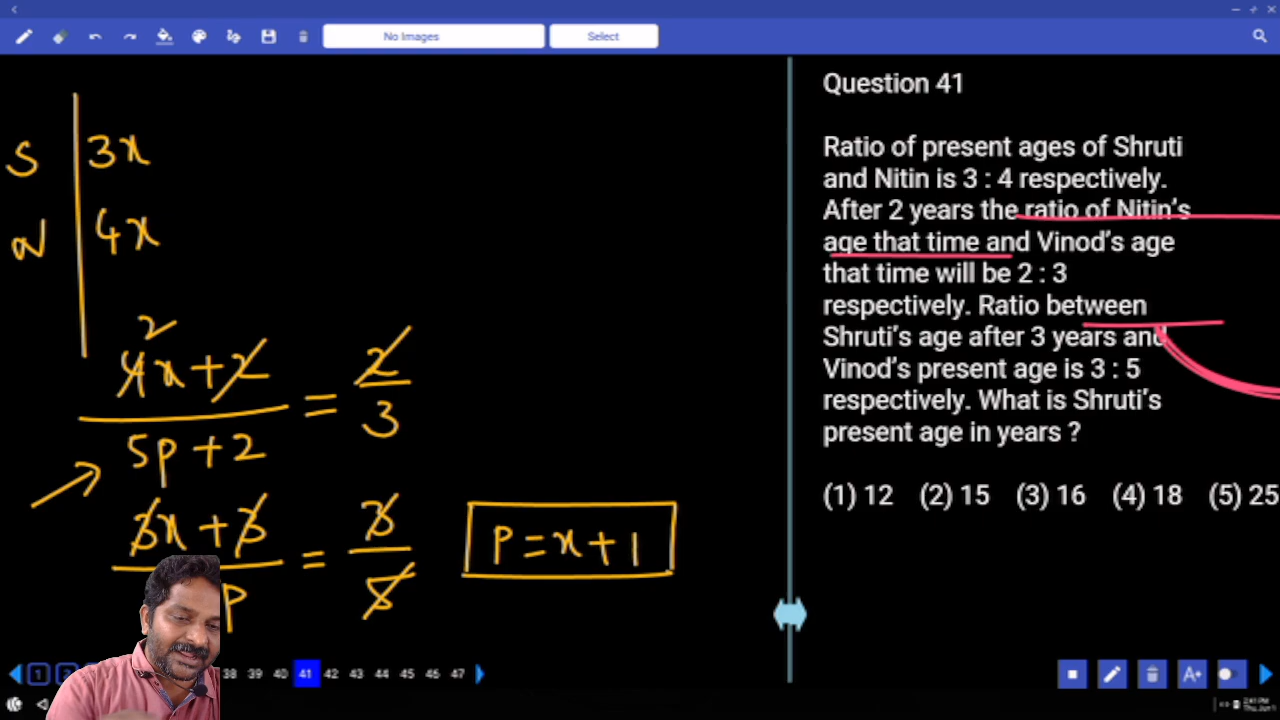 No Images
Select
S 3x
N 4x
2
4x+2 = 2
5p+2 3
3x+3 = 3
p 5
P=x+1
Question 41
Ratio of present ages of Shruti
and Nitin is 3 : 4 respectively.
After 2 years the ratio of Nitin's
age that time and Vinod's age
that time will be 2 : 3
respectively. Ratio between
Shruti's age after 3 years and
Vinod's present age is 3 : 5
respectively. What is Shruti's
present age in years ?
(1) 12 (2) 15 (3) 16 (4) 18 (5) 25
1 38 39 40 41 42 43 44 45 46 47
A+